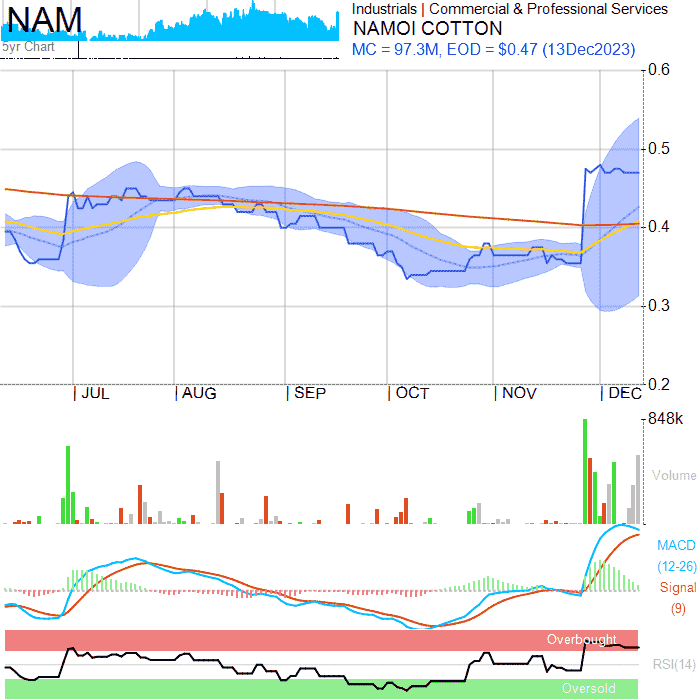 NAM
5yr Chart
Industrials | Commercial & Professional Services
NAMOI COTTON
MC = 97.3M, EOD = $0.47 (13Dec2023)
0.6
0.5
0.4
0.3
0.2
| JUL | AUG | SEP | OCT | NOV | DEC
848k
Volume
MACD
(12-26)
Signal
(9)
Overbought
RSI(14)
Oversold